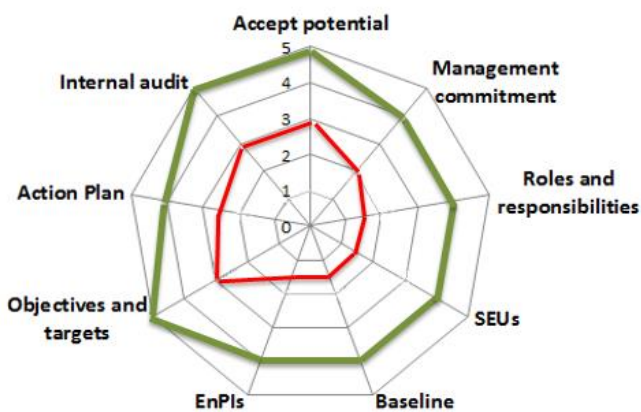 Accept potential
Management
commitment
Roles and
responsibilities
SEUs
Baseline
EnPIs
Objectives and
targets
Action Plan
Internal audit
5
4
3
2
1
0